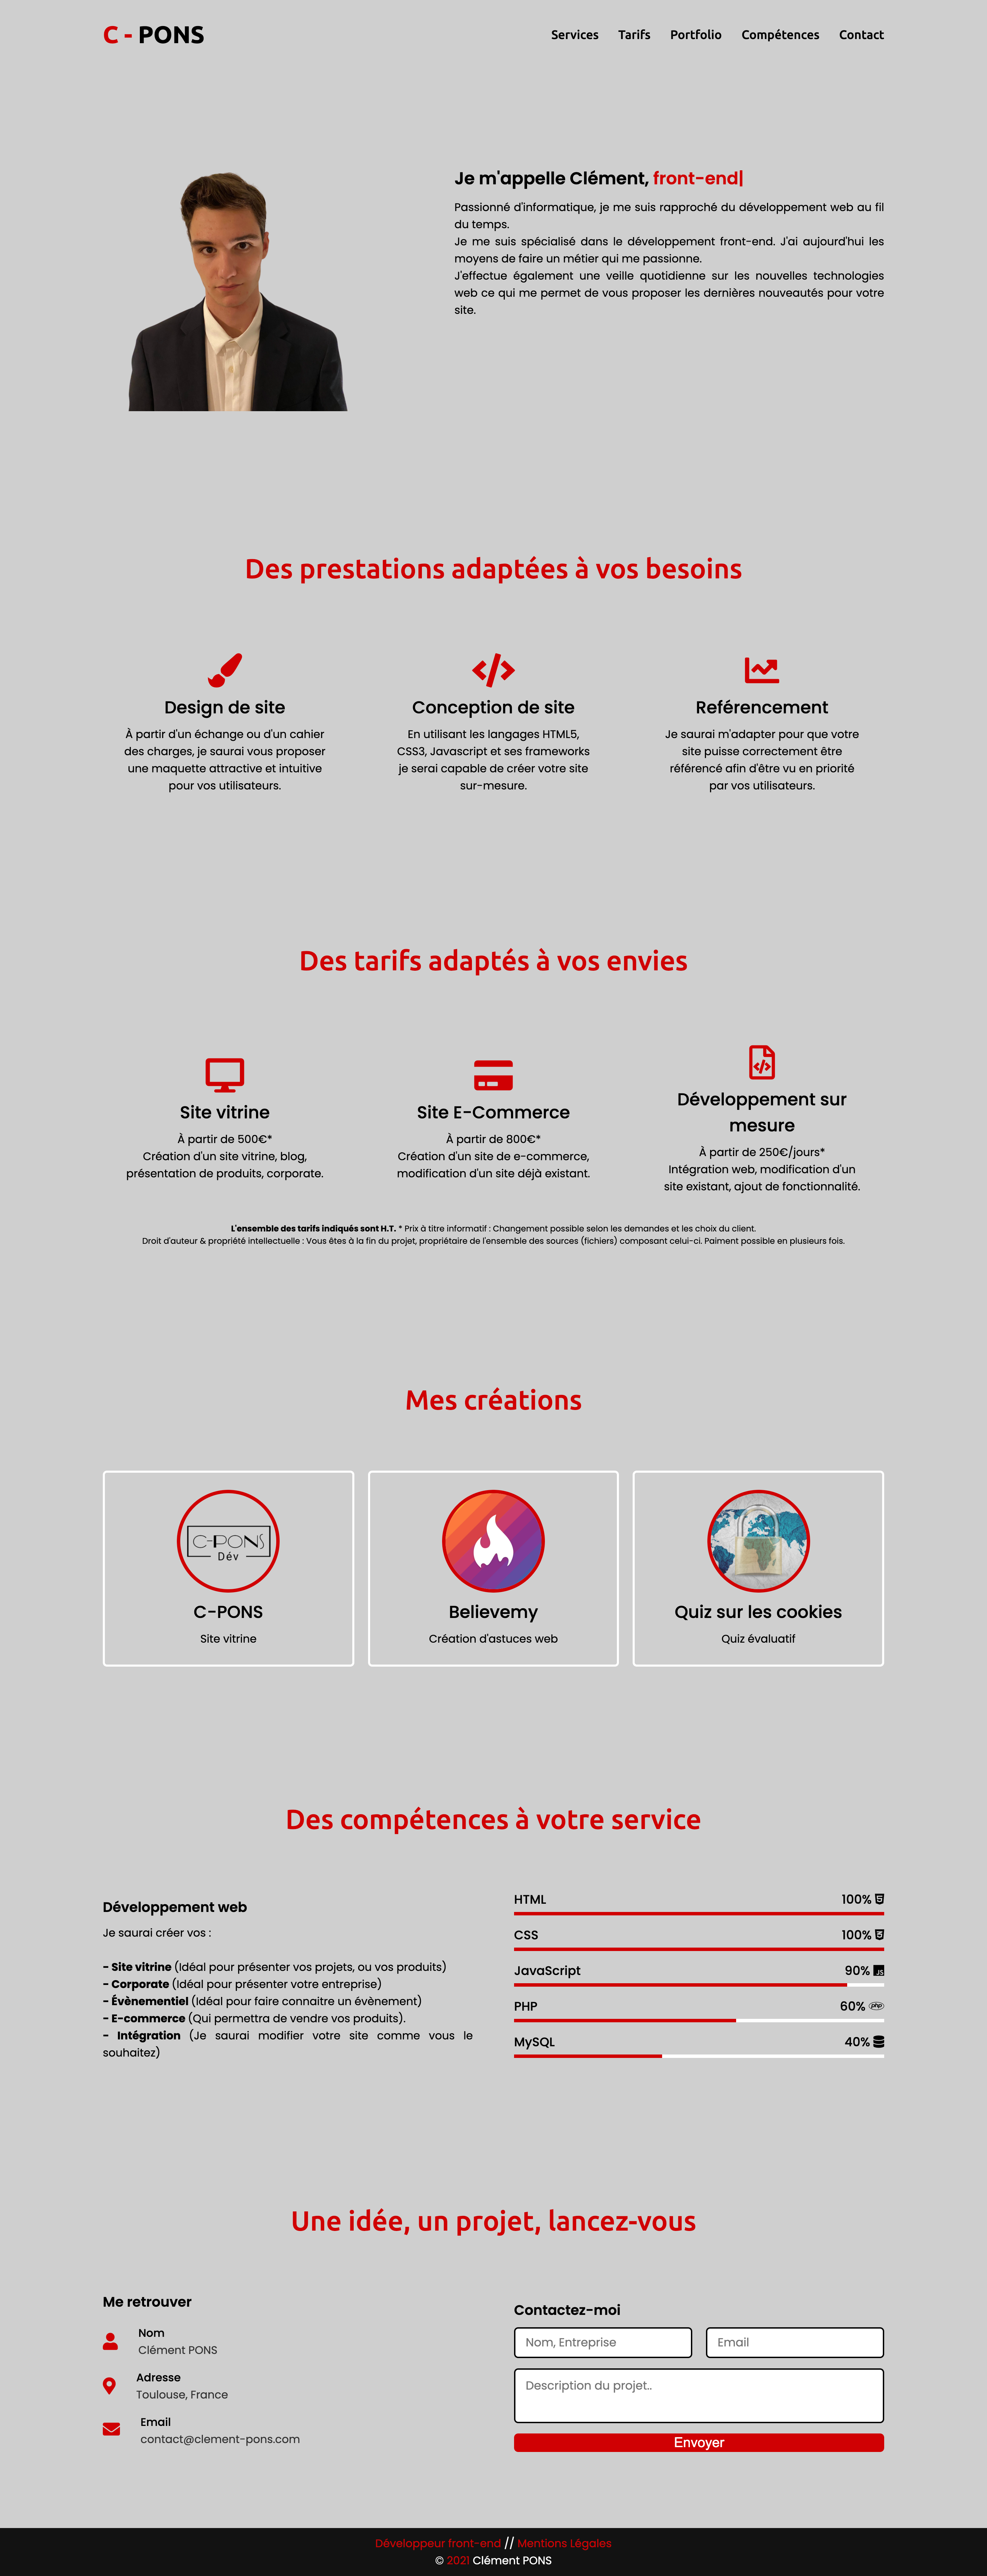 C - PONS
Services Tarifs Portfolio Compétences Contact
Je m'appelle Clément, front-end|
Passionné d'informatique, je me suis rapproché du développement web au fil
du temps.
Je me suis spécialisé dans le développement front-end. J'ai aujourd'hui les
moyens de faire un métier qui me passionne.
J'effectue également une veille quotidienne sur les nouvelles technologies
web ce qui me permet de vous proposer les dernières nouveautés pour votre
site.
Des prestations adaptées à vos besoins
Design de site
À partir d'un échange ou d'un cahier
des charges, je saurai vous proposer
une maquette attractive et intuitive
pour vos utilisateurs.
Conception de site
En utilisant les langages HTML5,
CSS3, Javascript et ses frameworks
je serai capable de créer votre site
sur-mesure.
Reférencement
Je saurai m'adapter pour que votre
site puisse correctement être
référencé afin d'être vu en priorité
par vos utilisateurs.
Des tarifs adaptés à vos envies
Site vitrine
À partir de 500€*
Création d'un site vitrine, blog,
présentation de produits, corporate.
Site E-Commerce
À partir de 800€*
Création d'un site de e-commerce,
modification d'un site déjà existant.
Développement sur
mesure
À partir de 250€/jours*
Intégration web, modification d'un
site existant, ajout de fonctionnalité.
L'ensemble des tarifs indiqués sont H.T. * Prix à titre informatif : Changement possible selon les demandes et les choix du client.
Droit d'auteur & propriété intellectuelle : Vous êtes à la fin du projet, propriétaire de l'ensemble des sources (fichiers) composant celui-ci. Paiment possible en plusieurs fois.
Mes créations
C-PONS
Dév
C-PONS
Site vitrine
Believemy
Création d'astuces web
Quiz sur les cookies
Quiz évaluatif
Des compétences à votre service
Développement web
Je saurai créer vos :
- Site vitrine (Idéal pour présenter vos projets, ou vos produits)
- Corporate (Idéal pour présenter votre entreprise)
- Évènementiel (Idéal pour faire connaitre un évènement)
- E-commerce (Qui permettra de vendre vos produits).
- Intégration (Je saurai modifier votre site comme vous le
souhaitez)
HTML 100%
CSS 100%
JavaScript 90% JS
PHP 60% php
MySQL 40%
Une idée, un projet, lancez-vous
Me retrouver
Nom
Clément PONS
Adresse
Toulouse, France
Email
contact@clement-pons.com
Contactez-moi
Nom, Entreprise
Email
Description du projet..
Envoyer
Développeur front-end // Mentions Légales
© 2021 Clément PONS